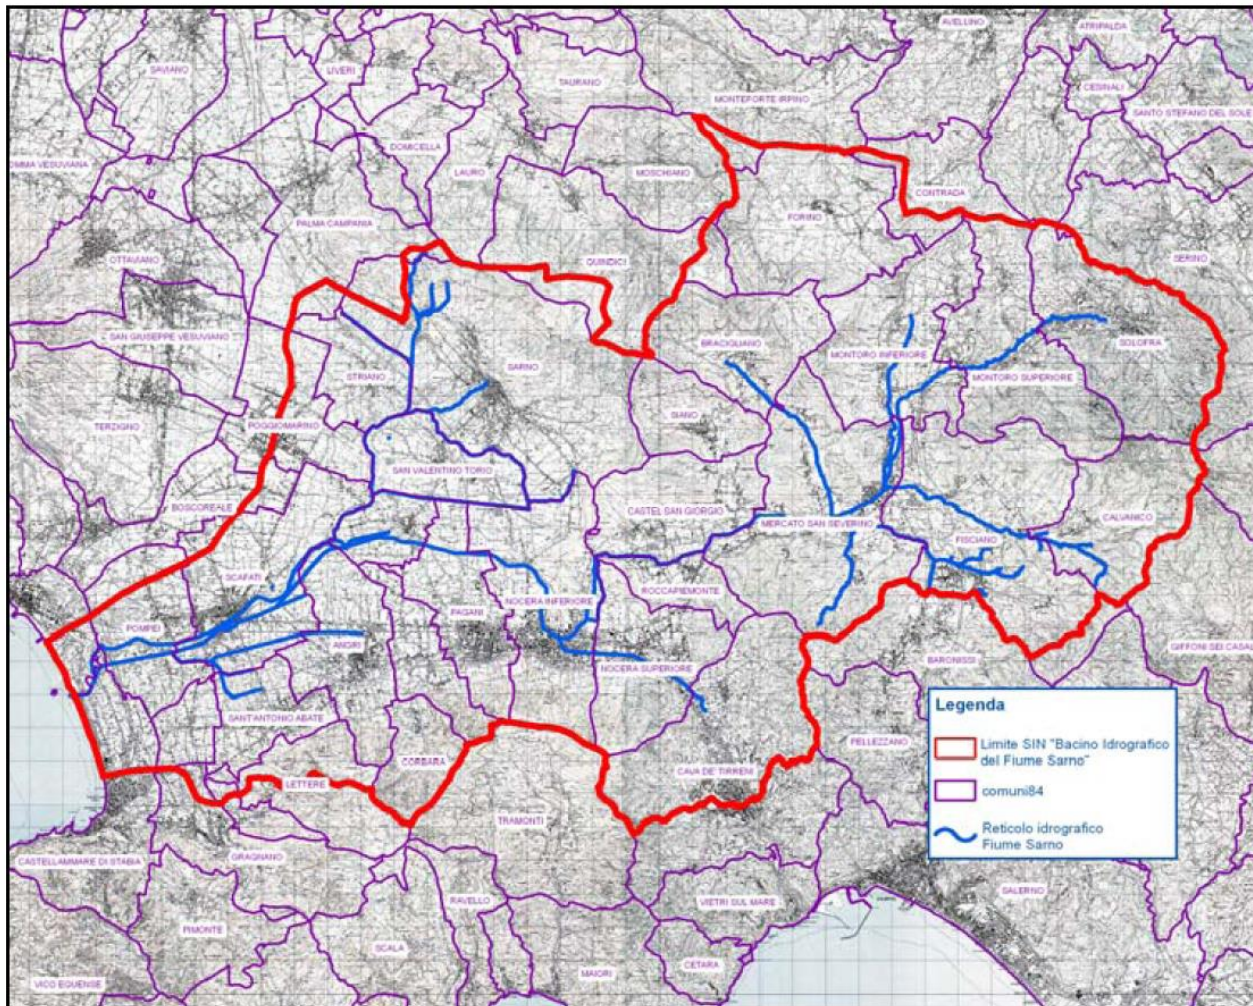 AVELLINO
ATRIPALDA
SAVIANO
LIVERI
TAURANO
CESINALI
MONTEFORTE IRPINO
SANTO STEFANO DEL SOLE
DOMICELLA
OMMA VESUVIANA
LAURO
MOSCHIANO
CONTRADA
PALMA CAMPANIA
FORINO
OTTAVIANO
QUINDICI
SERINO
SAN GIUSEPPE VESUVIANO
BRACIGLIANO
MONTORO INFERIORE
SOLOFRA
STRIANO
SARNO
MONTORO SUPERIORE
SIANO
TERZIGNO
POGGIOMARINO
SAN VALENTINO TORIO
BOSCOREALE
CASTEL SAN GIORGIO
MERCATO SAN SEVERINO
CALVANICO
FISCIANO
SCAFATI
ROCCAPIEMONTE
NOCERA INFERIORE
PAGANI
POMPEI
ANGRI
NOCERA SUPERIORE
BARONISSI
GIFFONI SEI CASAL
SANT'ANTONIO ABATE
PELLEZZANO
CORBARA
CAVA DE' TIRRENI
LETTERE
TRAMONTI
GRAGNANO
CASTELLAMMARE DI STABIA
RAVELLO
VIETRI SUL MARE
SALERNO
PIMONTE
SCALA
CETARA
MAIORI
VICO EQUENSE
Legenda
Limite SIN "Bacino Idrografico
del Fiume Sarno"
comuni84
Reticolo idrografico
Fiume Sarno